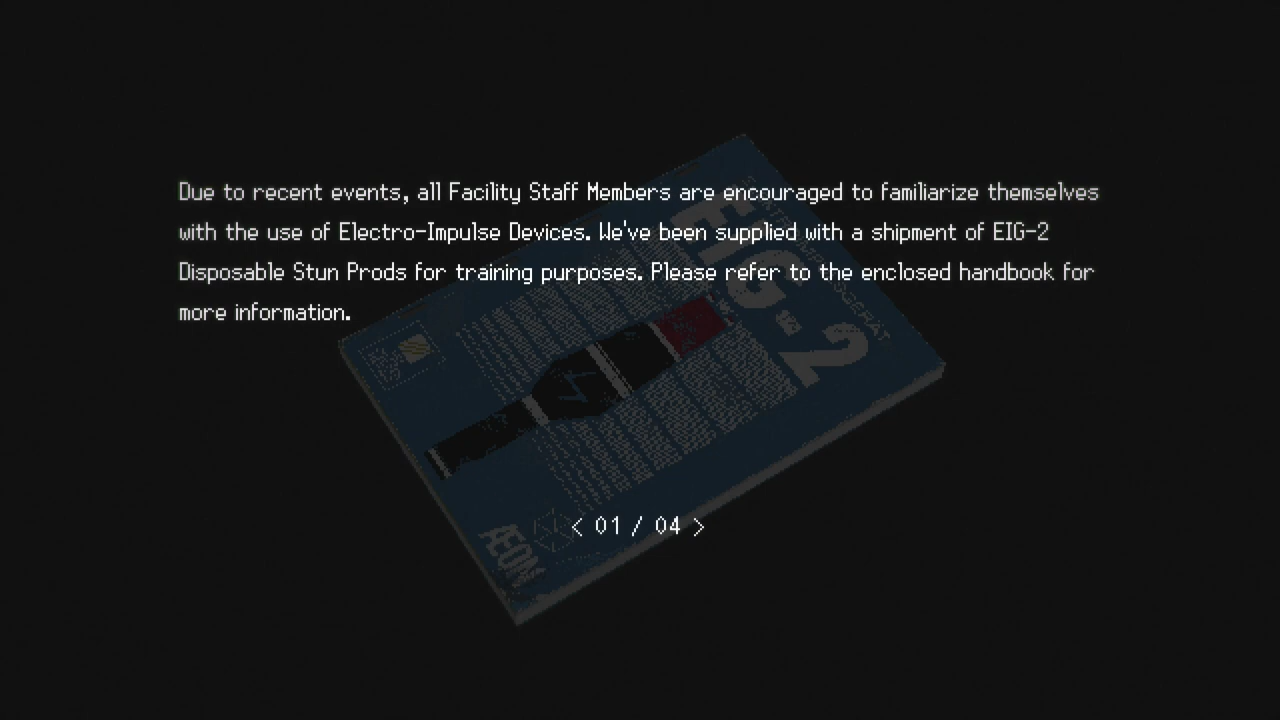 Due to recent events, all Facility Staff Members are encouraged to familiarize themselves
with the use of Electro-Impulse Devices. We've been supplied with a shipment of EIG-2
Disposable Stun Prods for training purposes. Please refer to the enclosed handbook for
more information.
EIG-2
ÆON
< 01 / 04 >